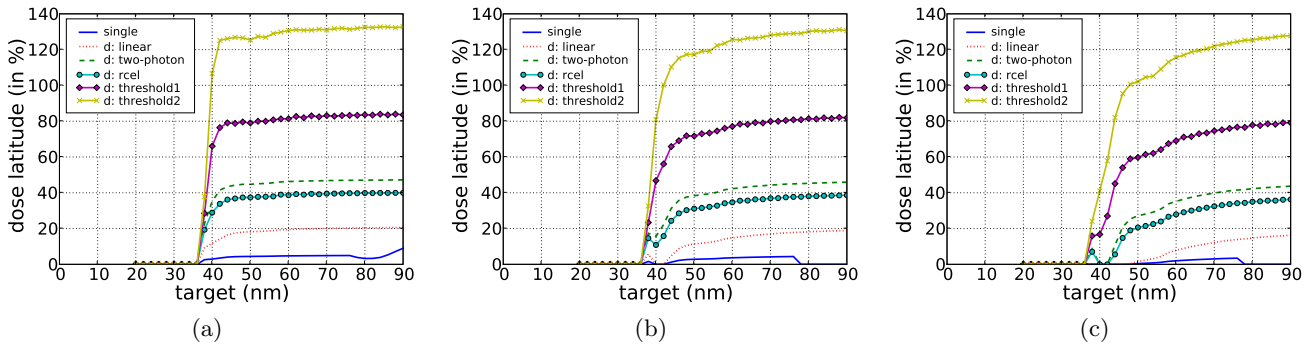 140
120
100
80
60
40
20
0
dose latitude (in %)
single
d: linear
d: two-photon
d: rcel
d: threshold1
d: threshold2
0 10 20 30 40 50 60 70 80 90
target (nm)
(a)
140
120
100
80
60
40
20
0
dose latitude (in %)
single
d: linear
d: two-photon
d: rcel
d: threshold1
d: threshold2
0 10 20 30 40 50 60 70 80 90
target (nm)
(b)
140
120
100
80
60
40
20
0
dose latitude (in %)
single
d: linear
d: two-photon
d: rcel
d: threshold1
d: threshold2
0 10 20 30 40 50 60 70 80 90
target (nm)
(c)